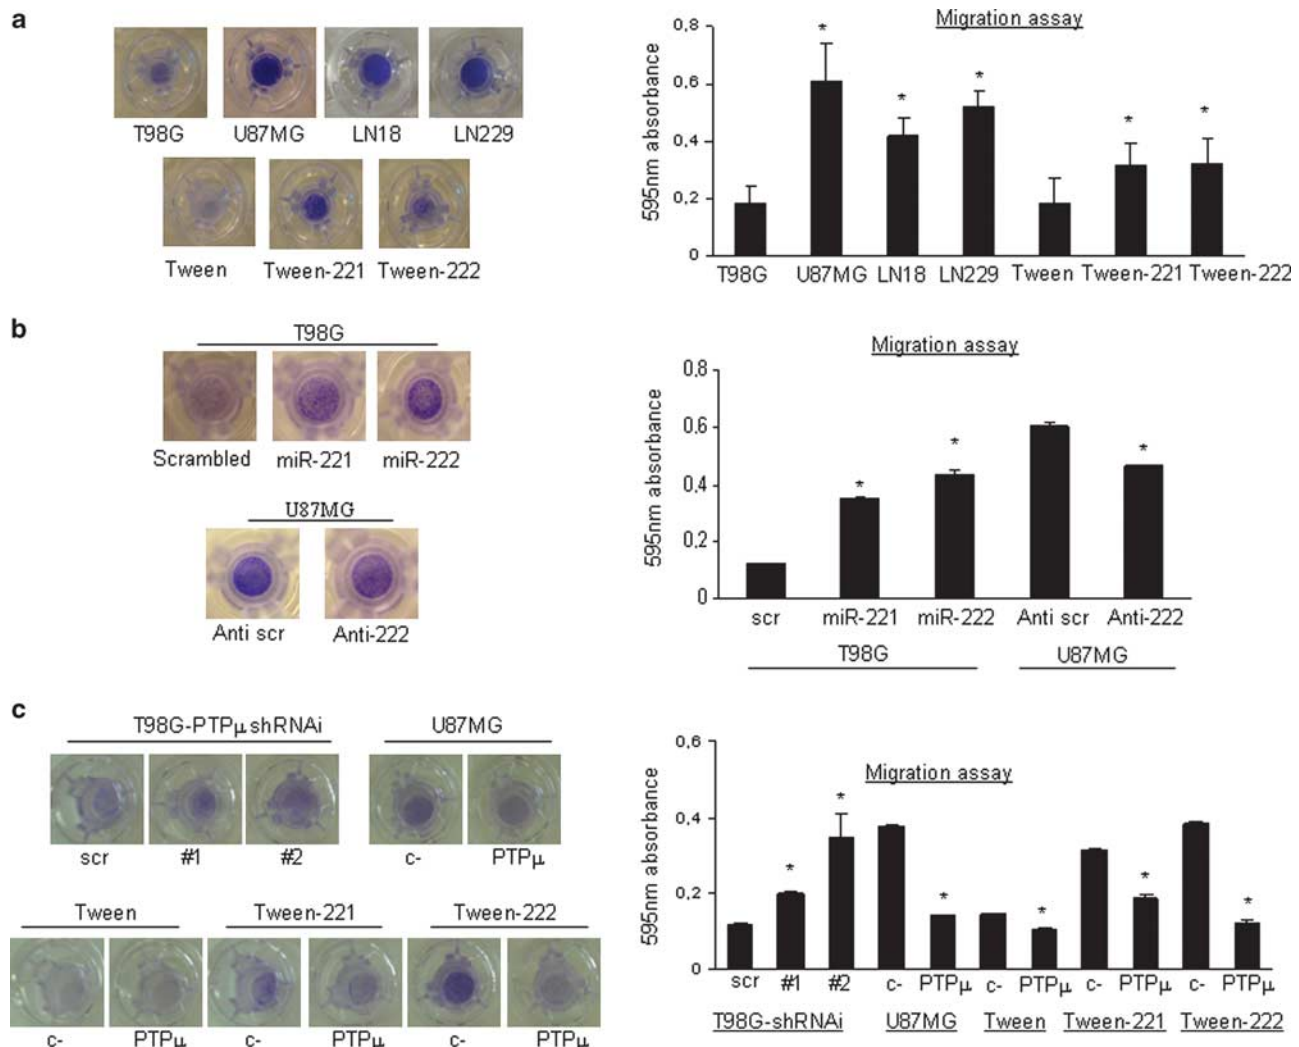 a
T98G U87MG LN18 LN229
Tween Tween-221 Tween-222
Migration assay
595nm absorbance
0,8
0,6
0,4
0,2
0
* * * * *
T98G U87MG LN18 LN229 Tween Tween-221 Tween-222
b
T98G
Scrambled miR-221 miR-222
U87MG
Anti scr Anti-222
Migration assay
595nm absorbance
0,8
0,6
0,4
0,2
0
* * *
scr miR-221 miR-222 Anti scr Anti-222
T98G U87MG
c
T98G-PTPμ shRNAi U87MG
scr #1 #2 c- PTPμ
Tween Tween-221 Tween-222
c- PTPμ c- PTPμ c- PTPμ
Migration assay
595nm absorbance
0,6
0,4
0,2
0
* * * * * *
scr #1 #2 c- PTPμ c- PTPμ c- PTPμ c- PTPμ
T98G-shRNAi U87MG Tween Tween-221 Tween-222